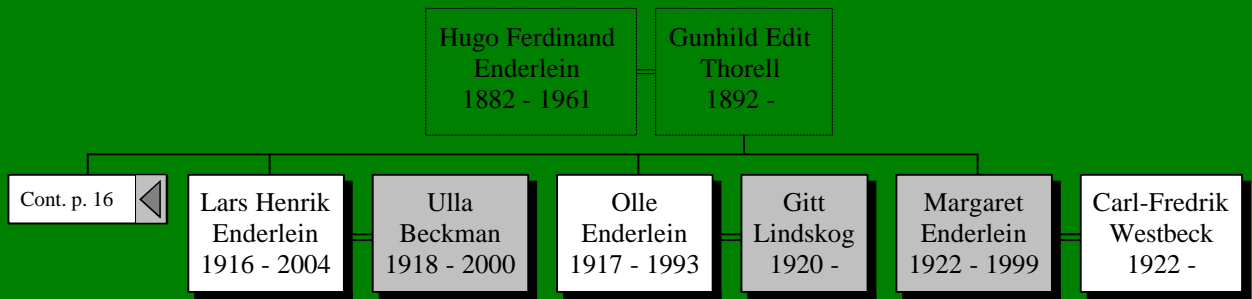 Hugo Ferdinand
Enderlein
1882 - 1961
Gunhild Edit
Thorell
1892 -
Cont. p. 16
Lars Henrik
Enderlein
1916 - 2004
Ulla
Beckman
1918 - 2000
Olle
Enderlein
1917 - 1993
Gitt
Lindskog
1920 -
Margaret
Enderlein
1922 - 1999
Carl-Fredrik
Westbeck
1922 -